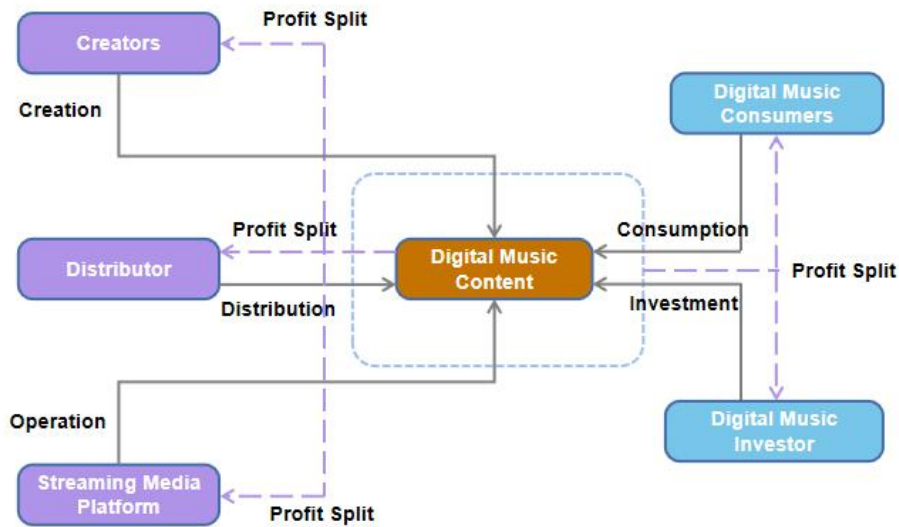 Profit Split
Creators
Creation
Digital Music
Consumers
Profit Split
Consumption
Distributor
Digital Music
Content
Profit Split
Distribution
Investment
Operation
Digital Music
Investor
Streaming Media
Platform
Profit Split